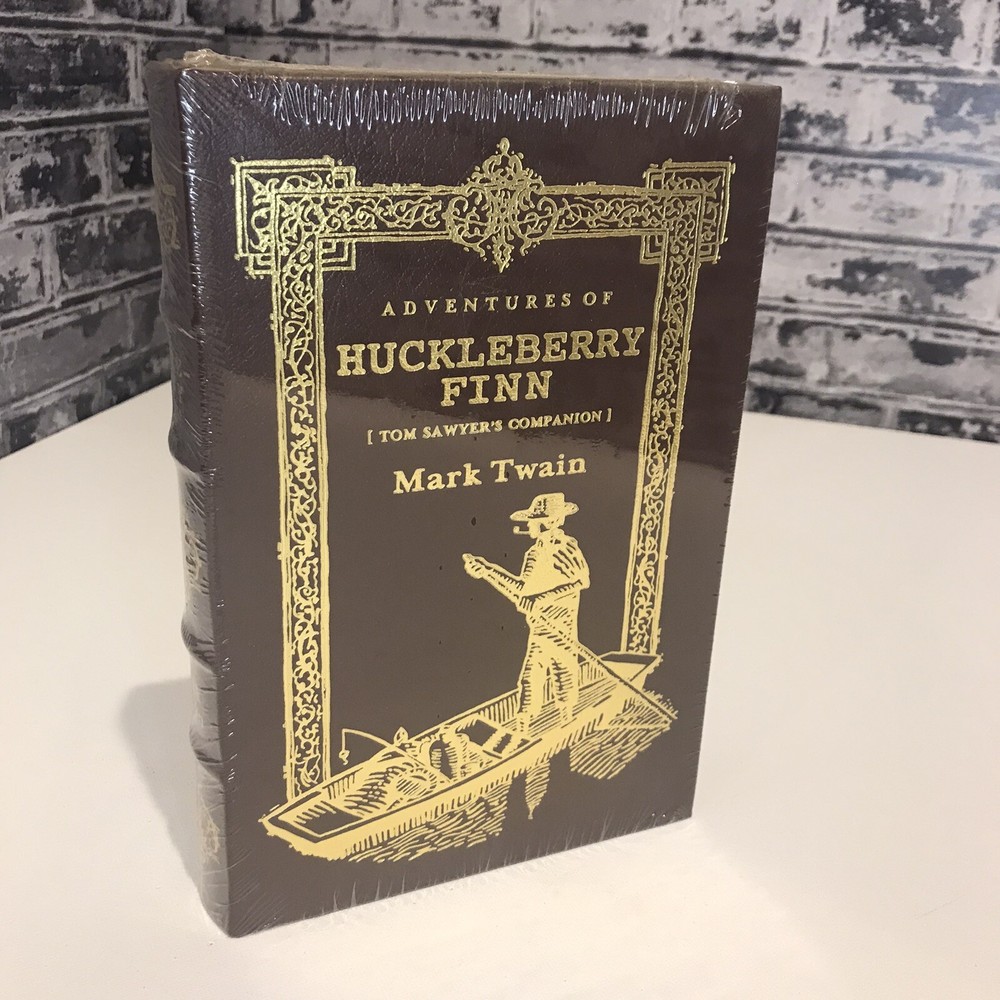 ADVENTURES OF
HUCKLEBERRY
FINN
[ TOM SAWYER'S COMPANION ]
Mark Twain